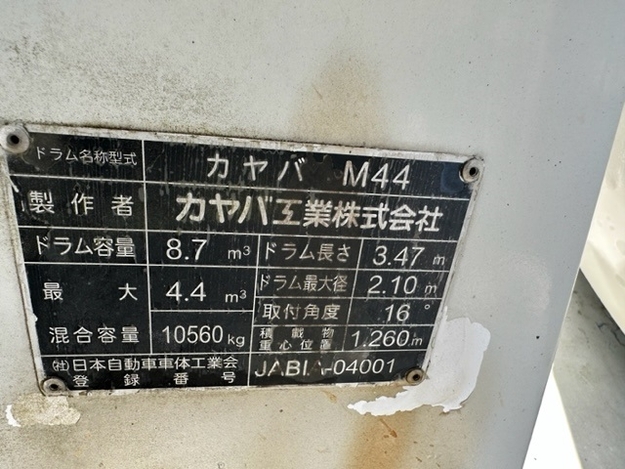 ドラム名称型式 カヤバ M44
製作者 カヤバ工業株式会社
ドラム容量 8.7 m³ ドラム長さ 3.47 m
最大 4.4 m³ ドラム最大径 2.10 m
取付角度 16°
混合容量 10560 kg 積載物重心位置 1.260 m
(社)日本自動車車体工業会
登録番号 JABIA-04001